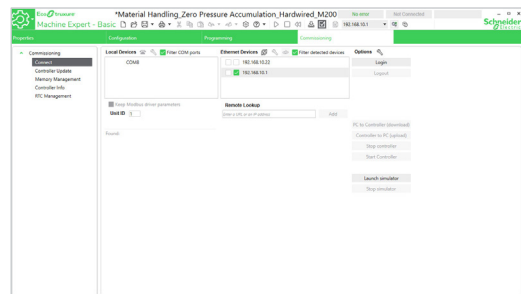 EcoStruxure
Machine Expert - Basic
*Material Handling_Zero Pressure Accumulation_Hardwired_M200
No error
Not Connected
192.168.10.1
Schneider
Electric
Properties
Configuration
Programming
Commissioning
Commissioning
Connect
Controller Update
Memory Management
Controller Info
RTC Management
Local Devices
Filter COM ports
COM8
Ethernet Devices
Filter detected devices
192.168.10.22
192.168.10.1
Options
Login
Logout
Keep Modbus driver parameters
Unit ID 1
Remote Lookup
(enter a URL or an IP address)
Add
Found:
PC to Controller (download)
Controller to PC (upload)
Stop controller
Start Controller
Launch simulator
Stop simulator